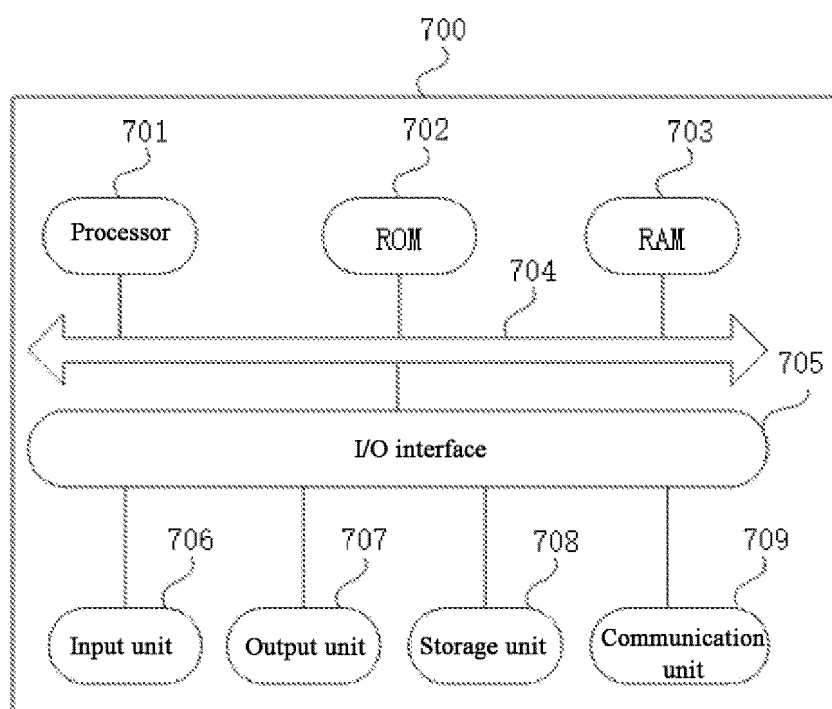 700
701
702
703
Processor
ROM
RAM
704
705
I/O interface
706
707
708
709
Input unit
Output unit
Storage unit
Communication
unit